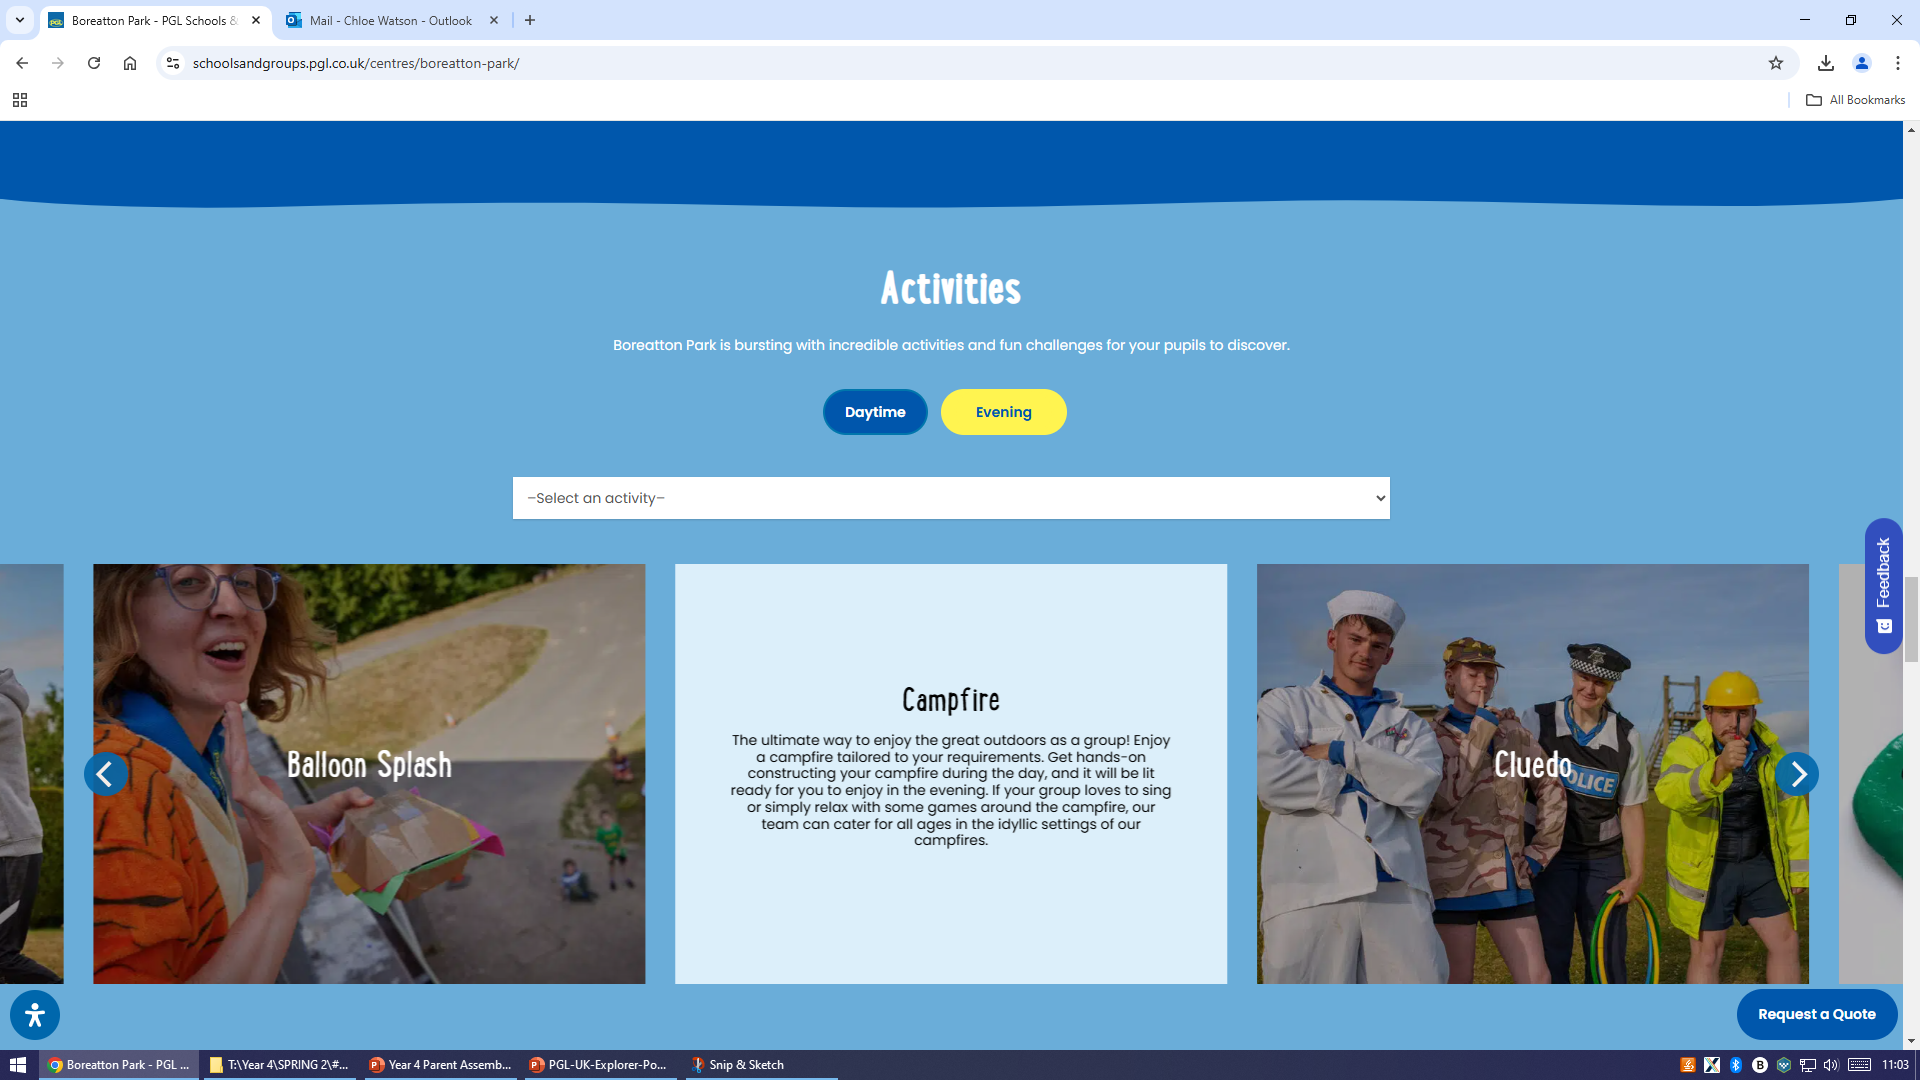 Boreatton Park - PGL Schools &
Mail - Chloe Watson - Outlook
schoolsandgroups.pgl.co.uk/centres/boreatton-park/
All Bookmarks
Activities
Boreatton Park is bursting with incredible activities and fun challenges for your pupils to discover.
Daytime
Evening
–Select an activity–
Feedback
Balloon Splash
Campfire
The ultimate way to enjoy the great outdoors as a group! Enjoy
a campfire tailored to your requirements. Get hands-on
constructing your campfire during the day, and it will be lit
ready for you to enjoy in the evening. If your group loves to sing
or simply relax with some games around the campfire, our
team can cater for all ages in the idyllic settings of our
campfires.
Cluedo
POLICE
Request a Quote
Boreatton Park - PGL ...
T:\Year 4\SPRING 2\#...
Year 4 Parent Assemb...
PGL-UK-Explorer-Po...
Snip & Sketch
11:03